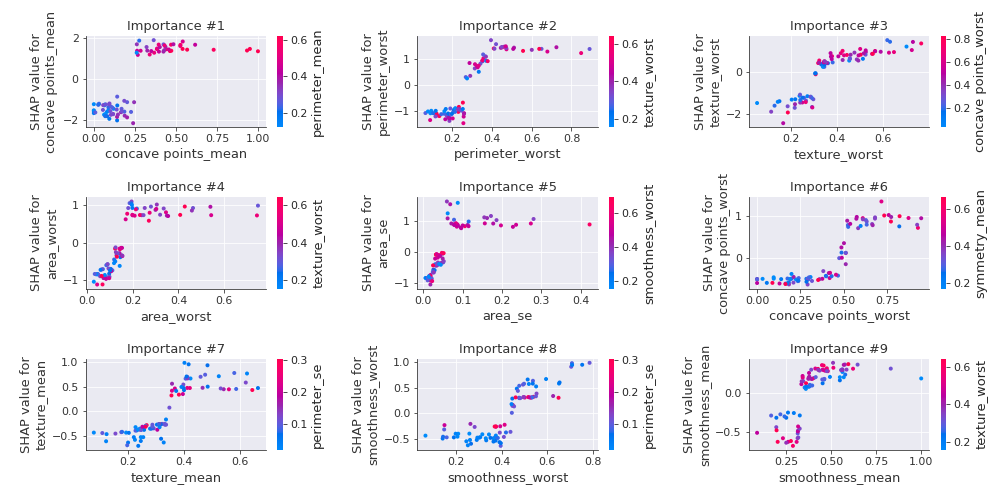 Importance #1
SHAP value for
concave points_mean
2
0
−2
0.00 0.25 0.50 0.75 1.00
concave points_mean
0.6
0.4
0.2
perimeter_mean
Importance #2
SHAP value for
perimeter_worst
1
0
−1
0.2 0.4 0.6 0.8
perimeter_worst
0.6
0.4
0.2
texture_worst
Importance #3
SHAP value for
texture_worst
0
−2
0.2 0.4 0.6
texture_worst
0.8
0.6
0.4
0.2
concave points_worst
Importance #4
SHAP value for
area_worst
1
0
−1
0.0 0.2 0.4 0.6
area_worst
0.6
0.4
0.2
texture_worst
Importance #5
SHAP value for
area_se
1
0
−1
0.0 0.1 0.2 0.3 0.4
area_se
0.6
0.4
0.2
smoothness_worst
Importance #6
SHAP value for
concave points_worst
1
0
0.00 0.25 0.50 0.75
concave points_worst
0.6
0.4
0.2
symmetry_mean
Importance #7
SHAP value for
texture_mean
1.0
0.5
0.0
−0.5
0.2 0.4 0.6
texture_mean
0.3
0.2
0.1
perimeter_se
Importance #8
SHAP value for
smoothness_worst
1.0
0.5
0.0
−0.5
0.2 0.4 0.6 0.8
smoothness_worst
0.3
0.2
0.1
perimeter_se
Importance #9
SHAP value for
smoothness_mean
0.0
−0.5
0.25 0.50 0.75 1.00
smoothness_mean
0.6
0.4
0.2
texture_worst